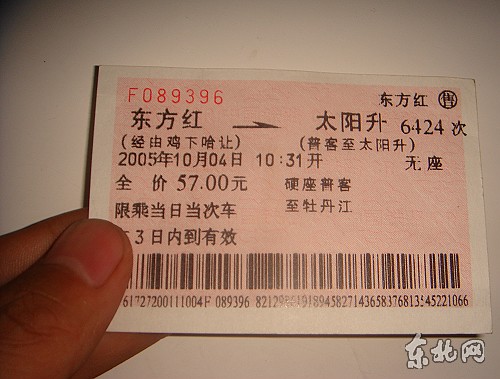 F089396
东方红 售
东方红 太阳升 6424次
(经由鸡下哈让) (普客至太阳升)
2005年10月04日 10:31开 无座
全 价 57.00元 硬座普客
限乘当日当次车 至牡丹江
3日内到有效
东北网